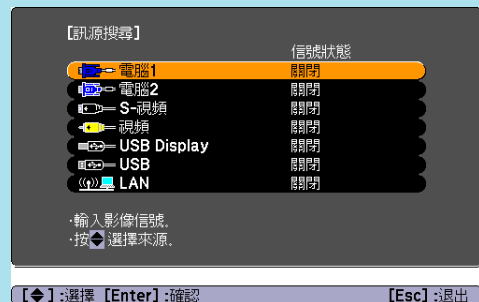 【訊源搜尋】
信號狀態
電腦1 關閉
電腦2 關閉
S-視頻 關閉
視頻 關閉
USB Display 關閉
USB 關閉
LAN 關閉
·輸入影像信號.
·按◆選擇來源.
[◆] :選擇 [Enter] :確認 [Esc] :退出